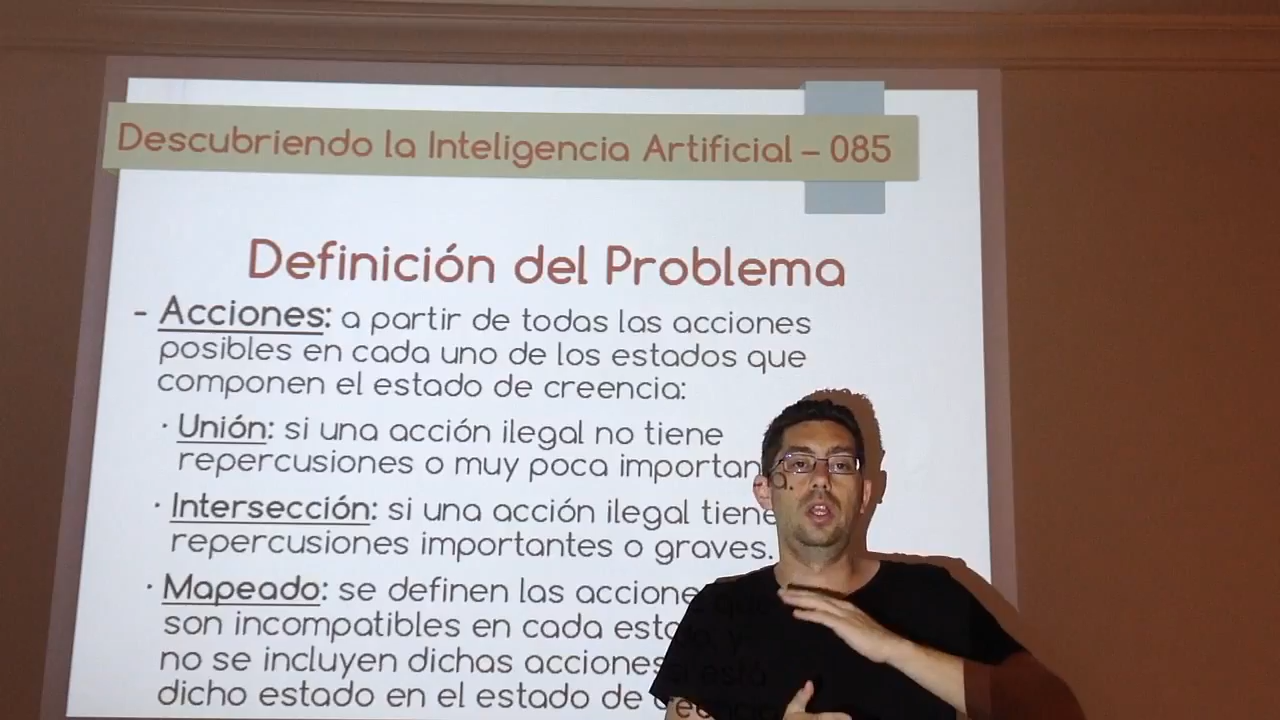 Descubriendo la Inteligencia Artificial – 085
Definición del Problema
- Acciones: a partir de todas las acciones
posibles en cada uno de los estados que
componen el estado de creencia:
· Unión: si una acción ilegal no tiene
repercusiones o muy poca importancia.
· Intersección: si una acción ilegal tiene
repercusiones importantes o graves.
· Mapeado: se definen las acciones que
son incompatibles en cada estado, y
no se incluyen dichas acciones si está
dicho estado en el estado de creencia